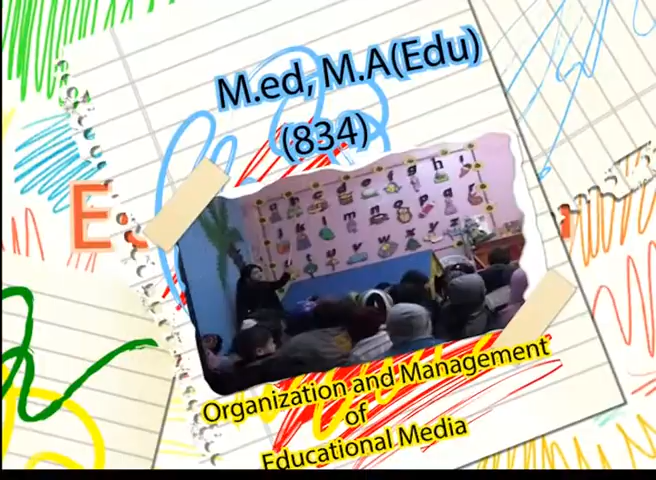 M.ed, M.A(Edu)
(834)
Organization and Management
of
Educational Media